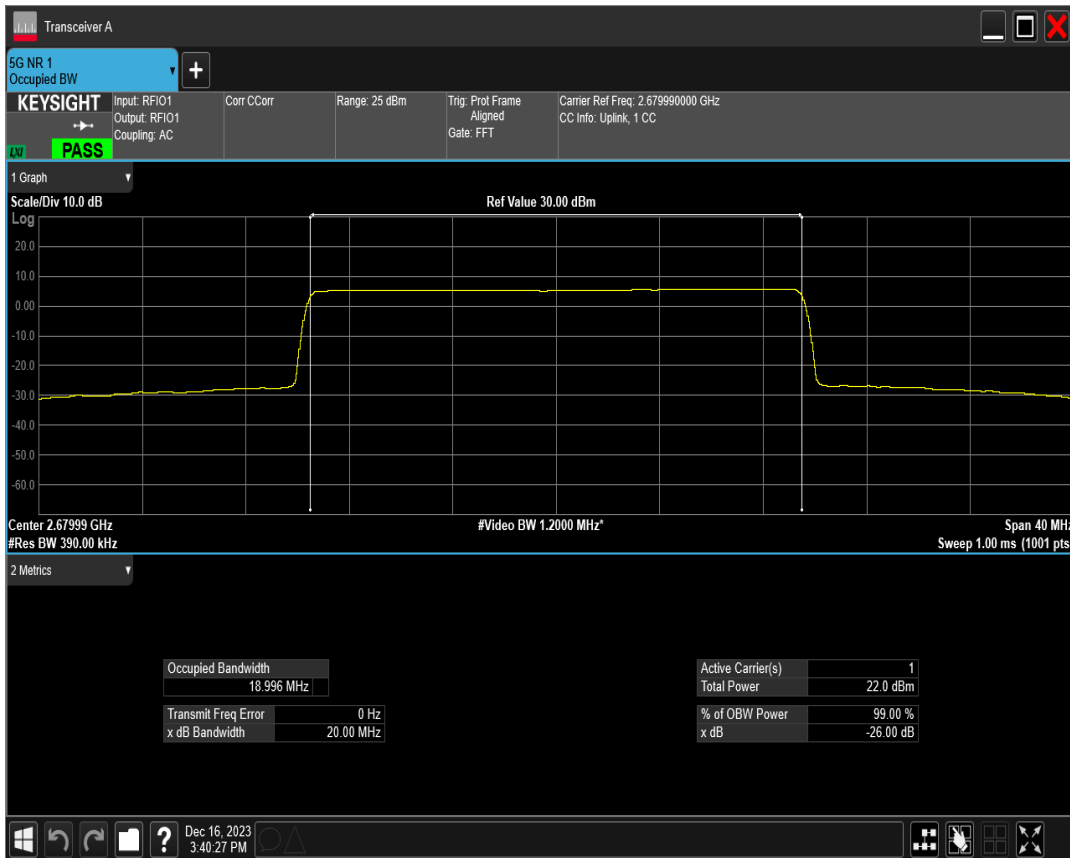 Transceiver A
5G NR 1
Occupied BW
KEYSIGHT
LXI
PASS
Input: RFIO1
Output: RFIO1
Coupling: AC
Corr CCorr
Range: 25 dBm
Trig: Prot Frame
Aligned
Gate: FFT
Carrier Ref Freq: 2.679990000 GHz
CC Info: Uplink, 1 CC
1 Graph
Scale/Div 10.0 dB
Ref Value 30.00 dBm
Log
20.0
10.0
0.00
-10.0
-20.0
-30.0
-40.0
-50.0
-60.0
Center 2.67999 GHz
#Video BW 1.2000 MHz*
Span 40 MHz
#Res BW 390.00 kHz
Sweep 1.00 ms (1001 pts
2 Metrics
Occupied Bandwidth
18.996 MHz
Transmit Freq Error 0 Hz
x dB Bandwidth 20.00 MHz
Active Carrier(s) 1
Total Power 22.0 dBm
% of OBW Power 99.00 %
x dB -26.00 dB
?
Dec 16, 2023
3:40:27 PM